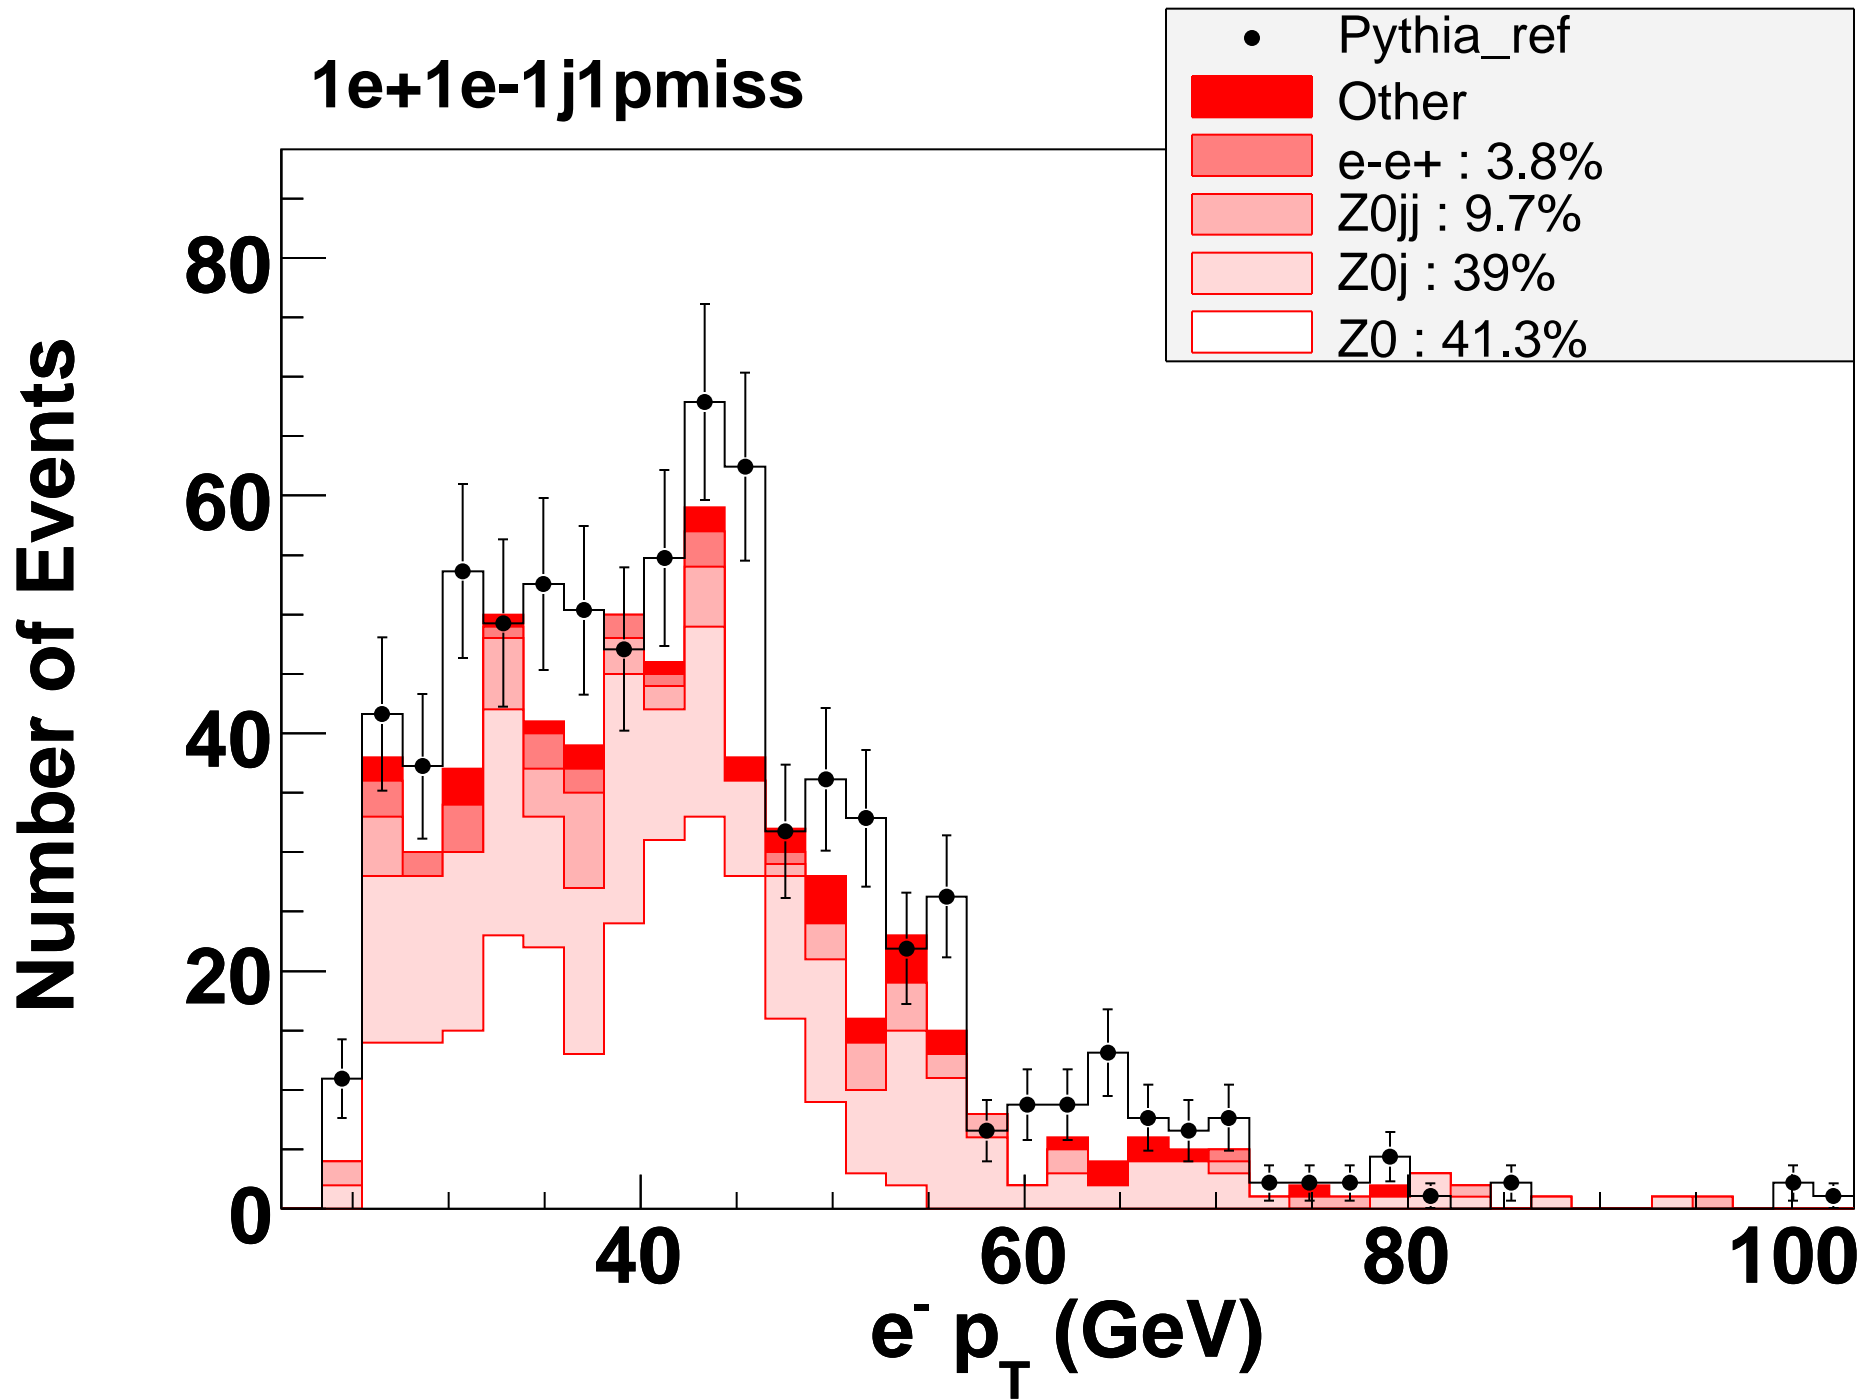 1e+1e-1j1pmiss
Pythia_ref
Other
e-e+ : 3.8%
Z0jj : 9.7%
Z0j : 39%
Z0 : 41.3%
Number of Events
80
60
40
20
0
40 60 80 100
e- pT (GeV)